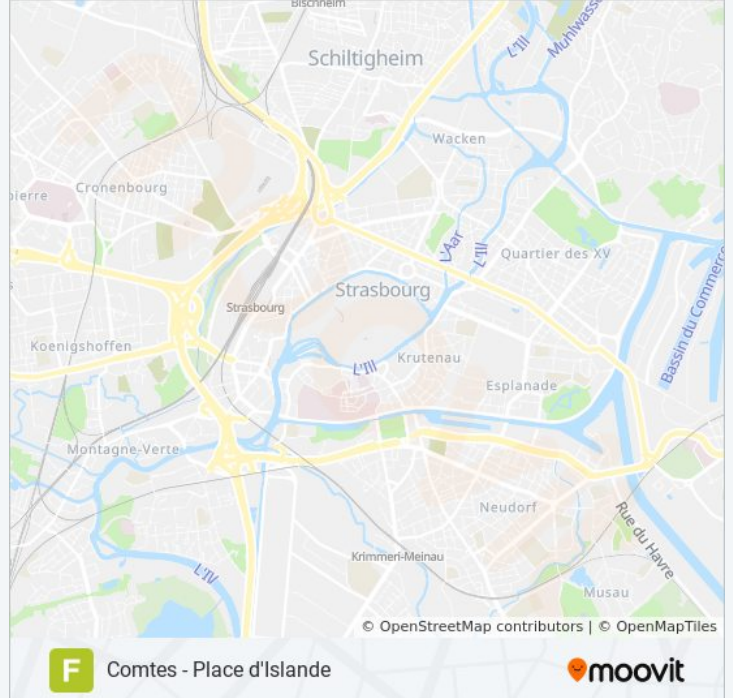 Bischheim
Schiltigheim
L'Ill
Muhlwasse
Wacken
pierre
Cronenbourg
L'Aar
L'Ill
Quartier des XV
Strasbourg
Strasbourg
Bassin du Commerce
Koenigshoffen
L'Ill
Krutenau
Esplanade
Montagne-Verte
Neudorf
Rue du Havre
Krimmeri-Meinau
L'Ill
Musau
© OpenStreetMap contributors | © OpenMapTiles
F Comtes - Place d'Islande
moovit